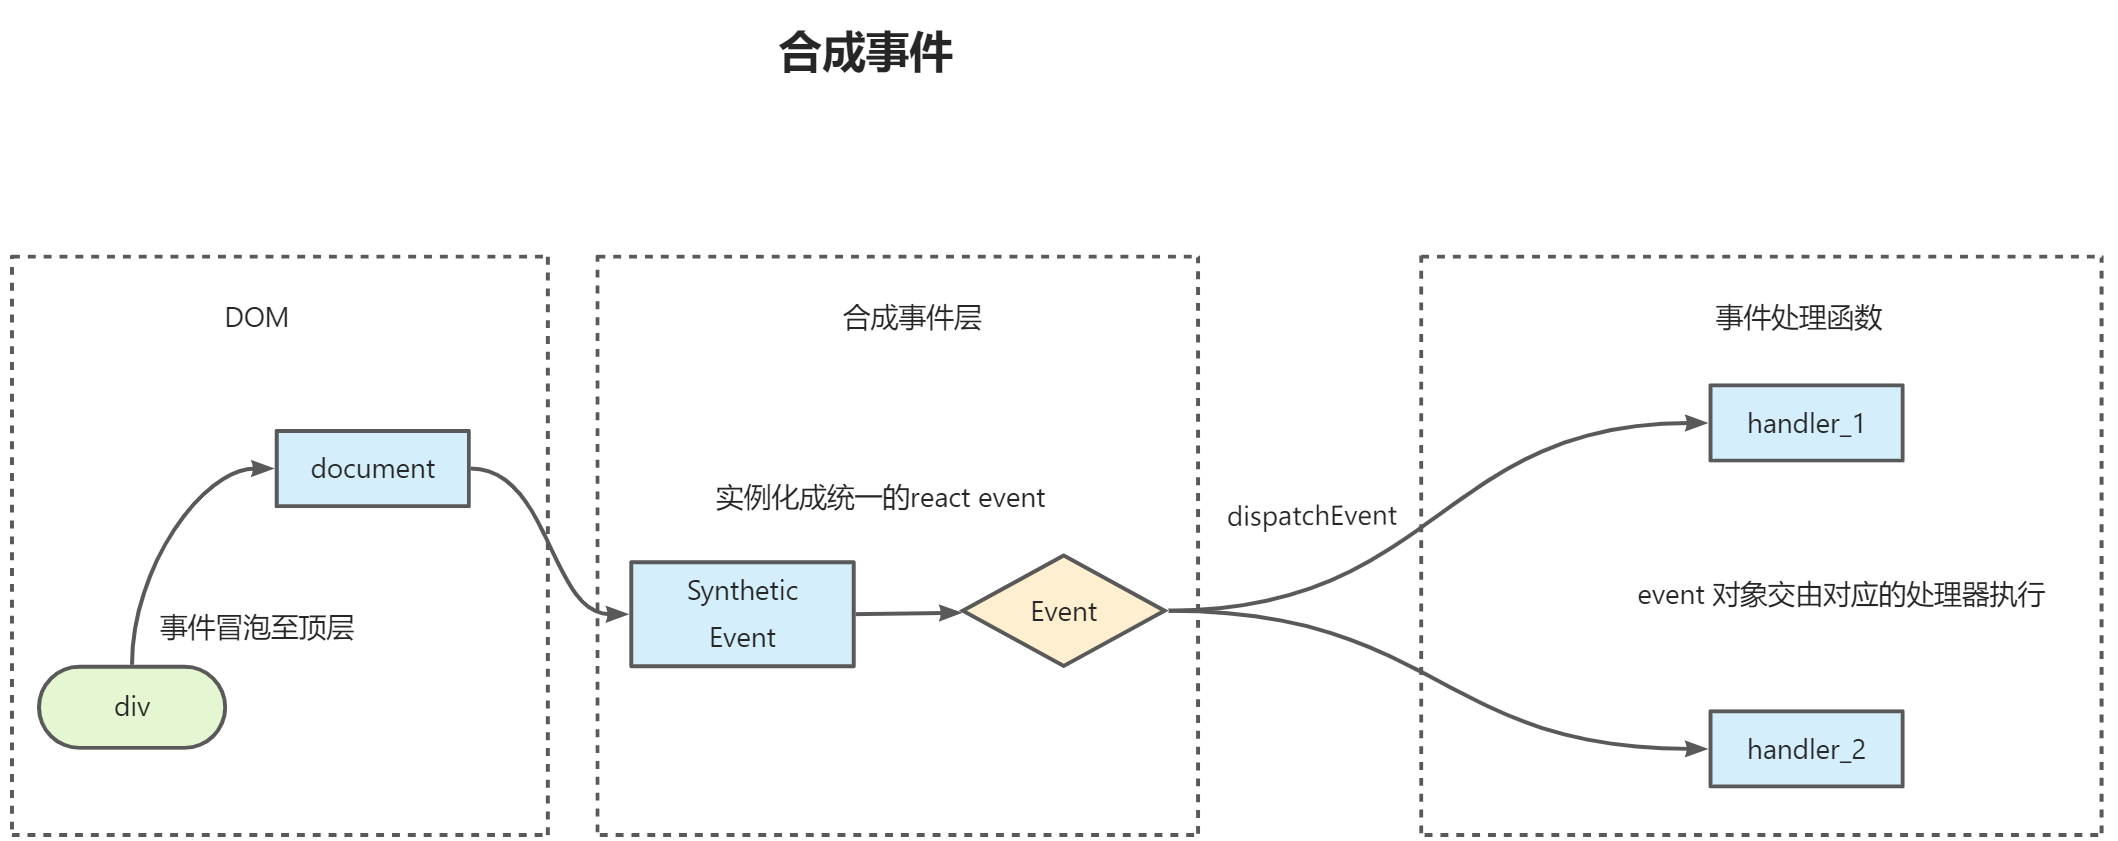 合成事件
DOM
document
事件冒泡至顶层
div
合成事件层
实例化成统一的react event
Synthetic
Event
Event
dispatchEvent
事件处理函数
handler_1
event 对象交由对应的处理器执行
handler_2